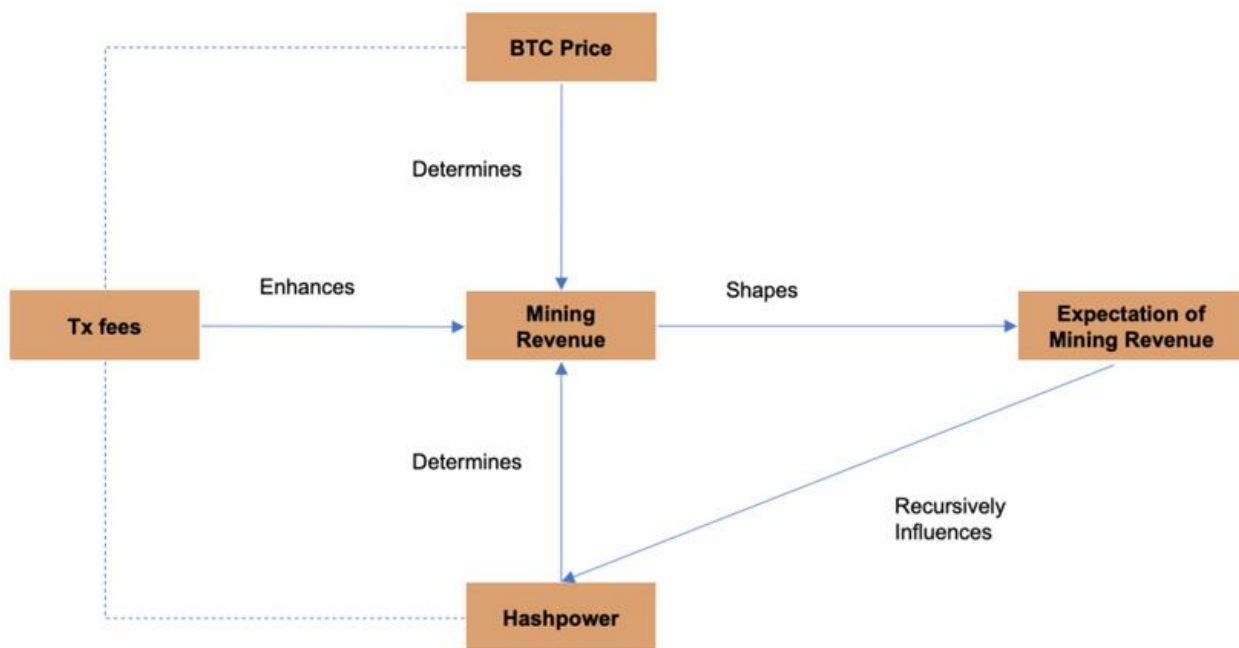 BTC Price
Determines
Enhances
Shapes
Tx fees
Mining
Revenue
Expectation of
Mining Revenue
Determines
Recursively
Influences
Hashpower